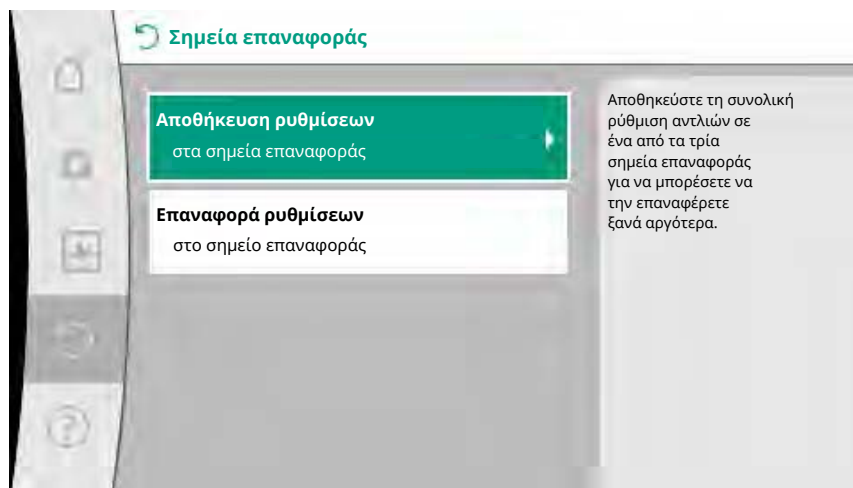 Σημεία επαναφοράς
Αποθήκευση ρυθμίσεων
στα σημεία επαναφοράς
Επαναφορά ρυθμίσεων
στο σημείο επαναφοράς
Αποθηκεύστε τη συνολική
ρύθμιση αντλιών σε
ένα από τα τρία
σημεία επαναφοράς
για να μπορέσετε να
την επαναφέρετε
ξανά αργότερα.